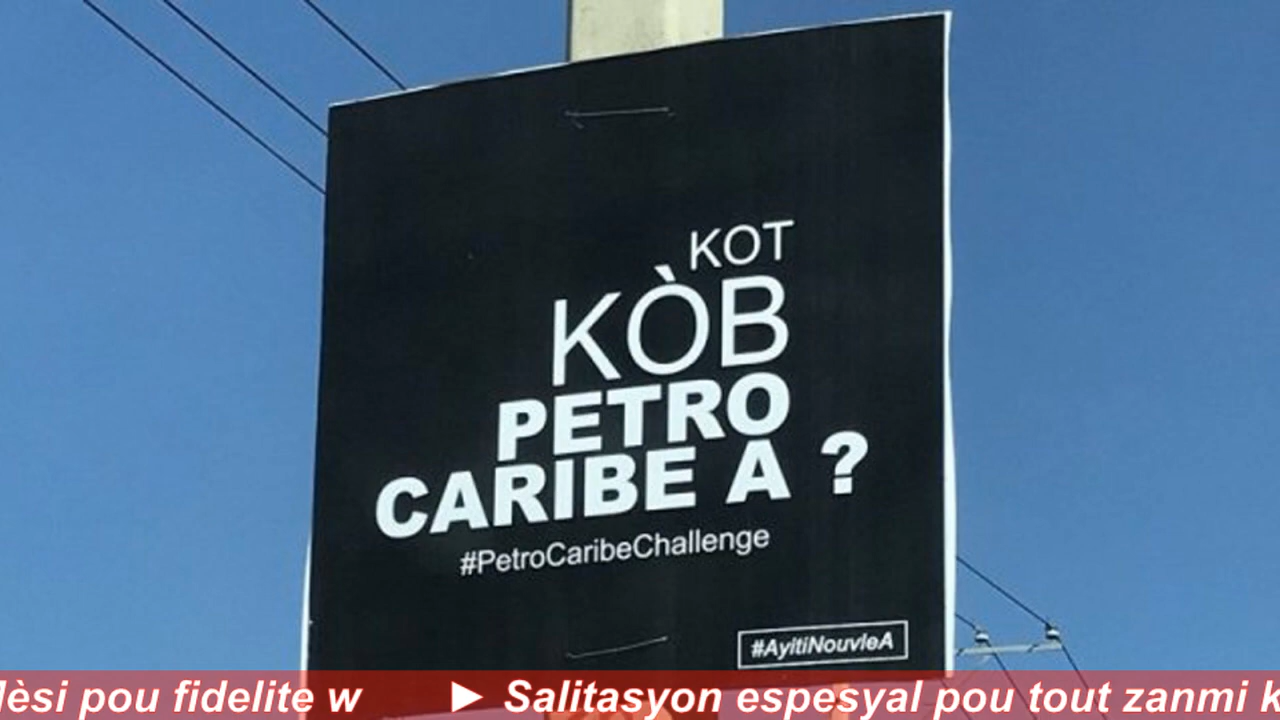 KOT
KÒB
PETRO
CARIBE A ?
#PetroCaribeChallenge
#AyitiNouvleA
pou fidelite w ► Salitasyon espesyal pou tout zanmi